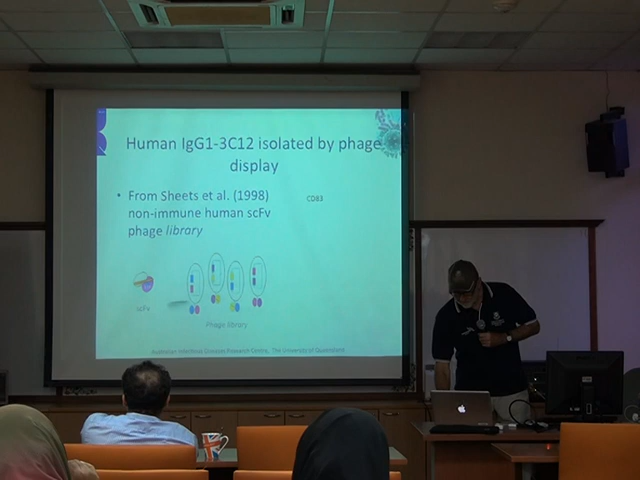 Human IgG1-3C12 isolated by phage
display
• From Sheets et al. (1998)
non-immune human scFv
phage library
CD83
scFv
Phage library
Australian Infectious Diseases Research Centre, The University of Queensland